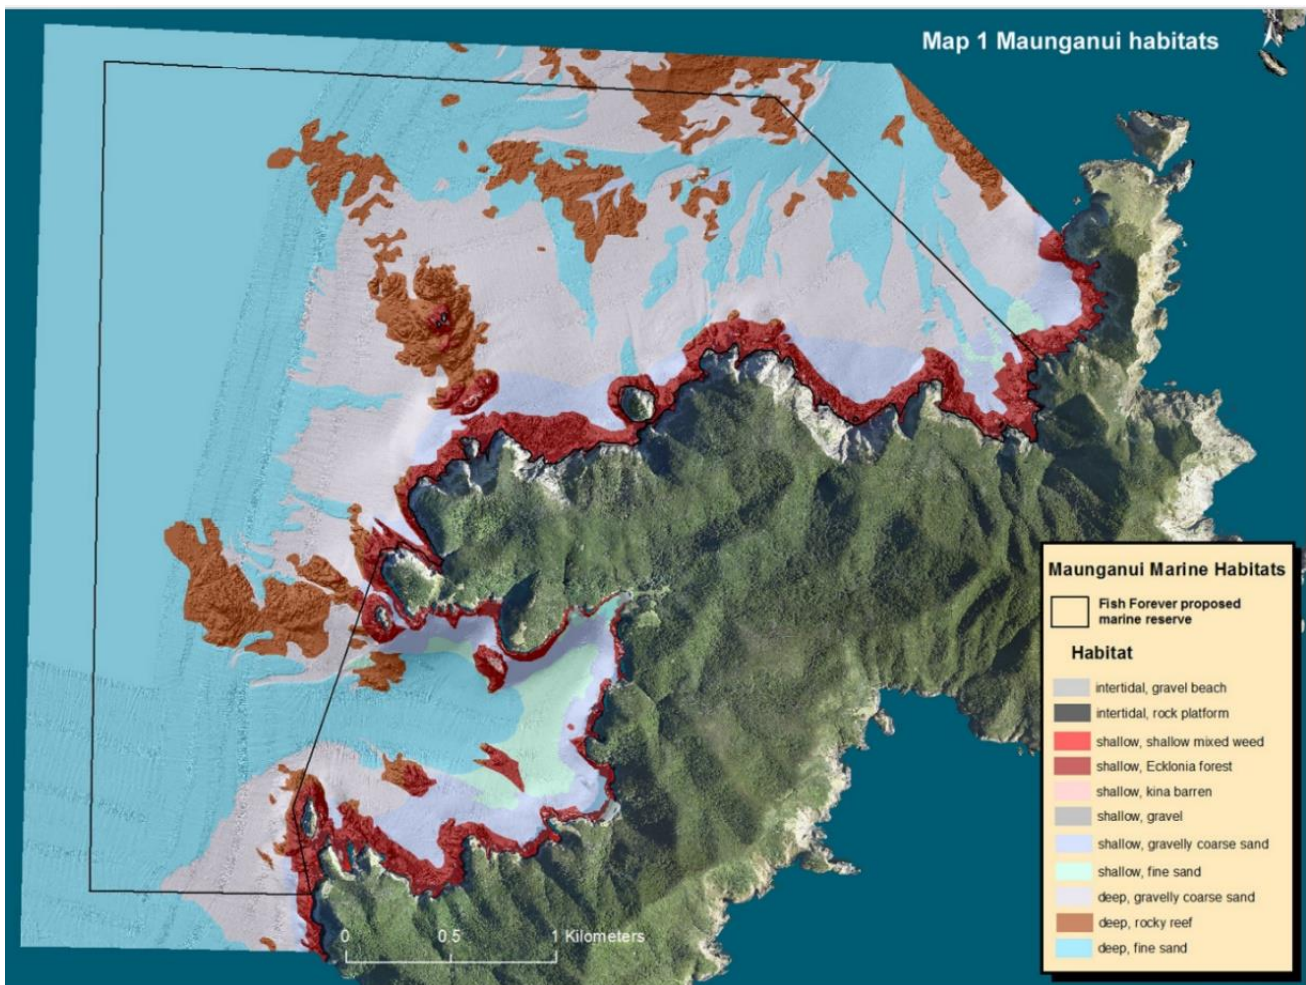 Map 1 Maunganui habitats
Maunganui Marine Habitats
Fish Forever proposed
marine reserve
Habitat
intertidal, gravel beach
intertidal, rock platform
shallow, shallow mixed weed
shallow, Ecklonia forest
shallow, kina barren
shallow, gravel
shallow, gravelly coarse sand
shallow, fine sand
deep, gravelly coarse sand
deep, rocky reef
deep, fine sand
0 0.5 1 Kilometers